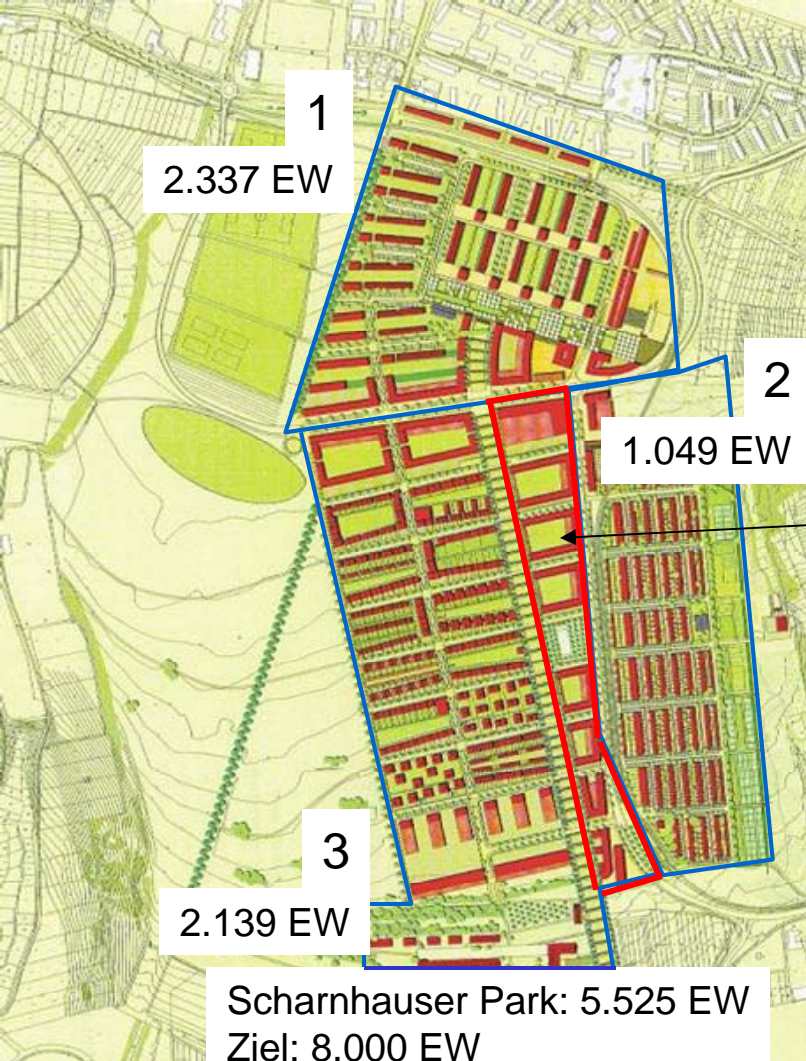 1
2.337 EW
2
1.049 EW
3
2.139 EW
Scharnhauser Park: 5.525 EW
Ziel: 8.000 EW